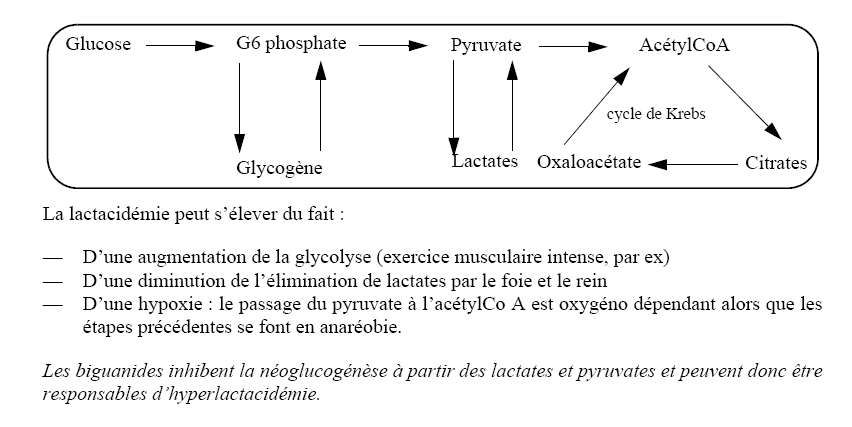 Glucose G6 phosphate Pyruvate AcétylCoA
cycle de Krebs
Glycogène Lactates Oxaloacétate Citrates
La lactacidémie peut s’élever du fait :
— D’une augmentation de la glycolyse (exercice musculaire intense, par ex)
— D’une diminution de l’élimination de lactates par le foie et le rein
— D’une hypoxie : le passage du pyruvate à l’acétylCo A est oxygéno dépendant alors que les
étapes précédentes se font en anaréobie.
Les biguanides inhibent la néoglucogénèse à partir des lactates et pyruvates et peuvent donc être
responsables d’hyperlactacidémie.